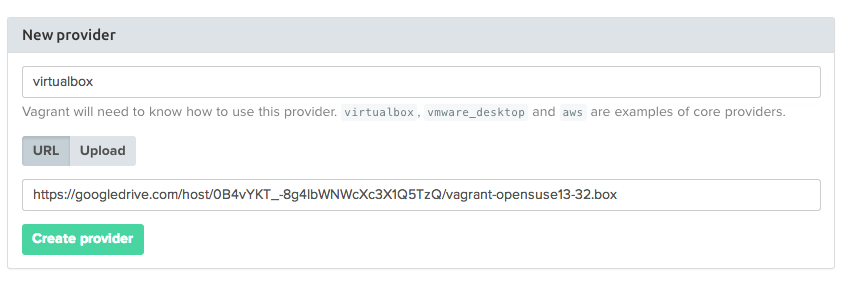 New provider
virtualbox
Vagrant will need to know how to use this provider. virtualbox, vmware_desktop and aws are examples of core providers.
URL Upload
https://googledrive.com/host/0B4vYKT_-8g4lbWNWcXc3X1Q5TzQ/vagrant-opensuse13-32.box
Create provider